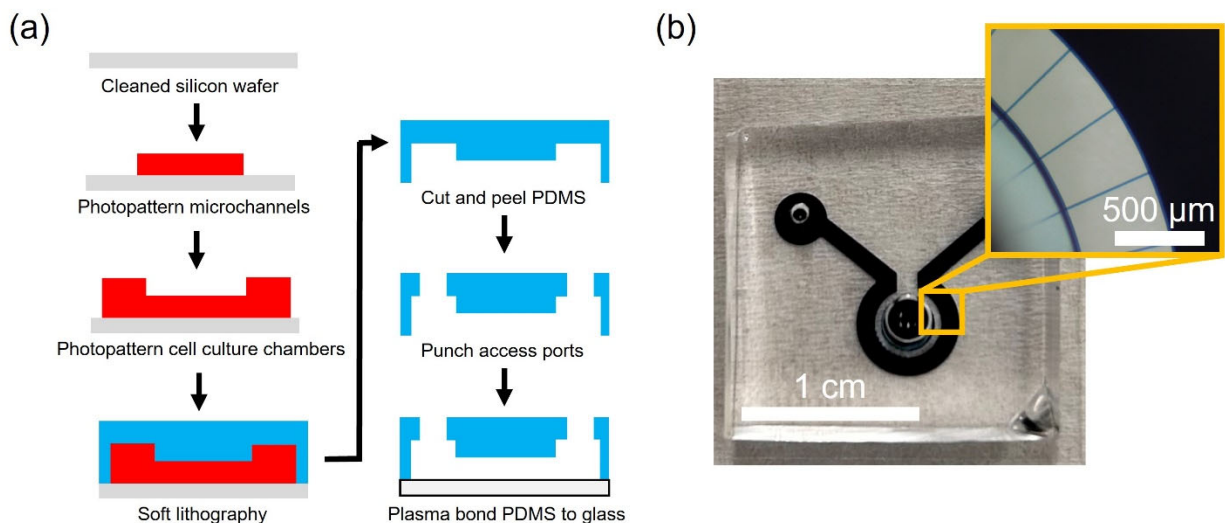 (a)
Cleaned silicon wafer
Photopattern microchannels
Photopattern cell culture chambers
Soft lithography
Cut and peel PDMS
Punch access ports
Plasma bond PDMS to glass
(b)
500 µm
1 cm